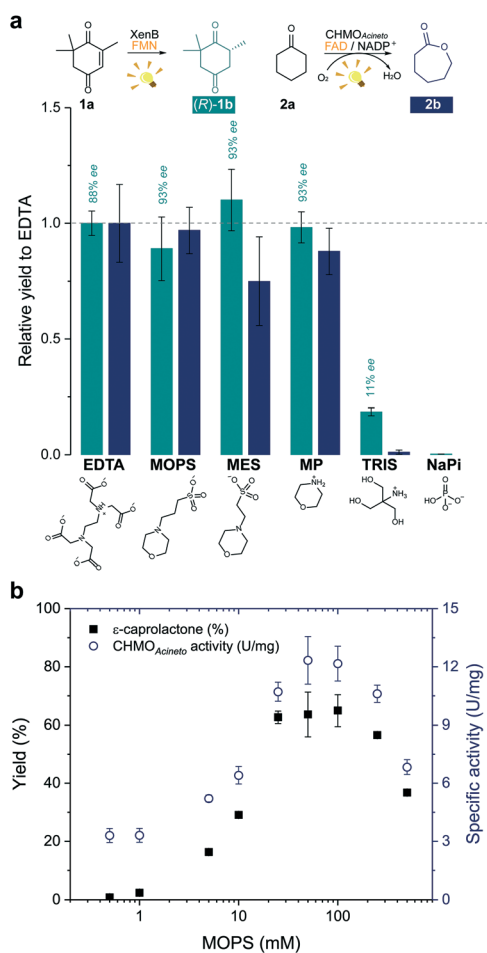 a
XenB
FMN
1a
(R)-1b
O
O
O
O
O
2a
CHMOAcineto
FAD / NADP+
O2
H2O
O
O
2b
Relative yield to EDTA
1.5
1.0
0.5
0.0
88% ee
93% ee
93% ee
93% ee
11% ee
EDTA
MOPS
MES
MP
TRIS
NaPi
b
Yield (%)
100
80
60
40
20
0
ε-caprolactone (%)
CHMOAcineto activity (U/mg)
15
12
9
6
3
0
Specific activity (U/mg)
1
10
100
MOPS (mM)